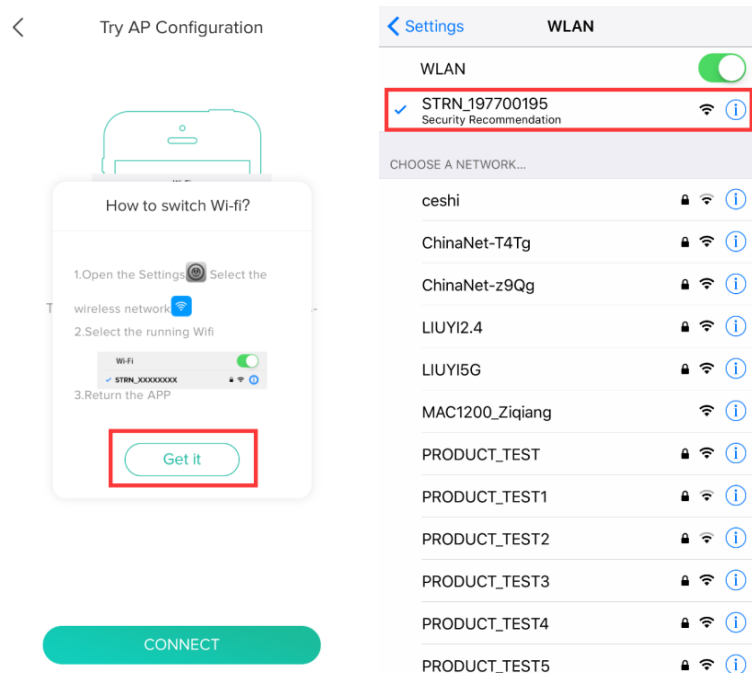 Try AP Configuration
How to switch Wi-fi?
1.Open the Settings Select the
wireless network
2.Select the running Wifi
Wi-Fi
STRN_XXXXXXXX
3.Return the APP
Get it
CONNECT
Settings
WLAN
WLAN
STRN_197700195
Security Recommendation
CHOOSE A NETWORK...
ceshi
ChinaNet-T4Tg
ChinaNet-z9Qg
LIUYI2.4
LIUYI5G
MAC1200_Ziqiang
PRODUCT_TEST
PRODUCT_TEST1
PRODUCT_TEST2
PRODUCT_TEST3
PRODUCT_TEST4
PRODUCT_TEST5